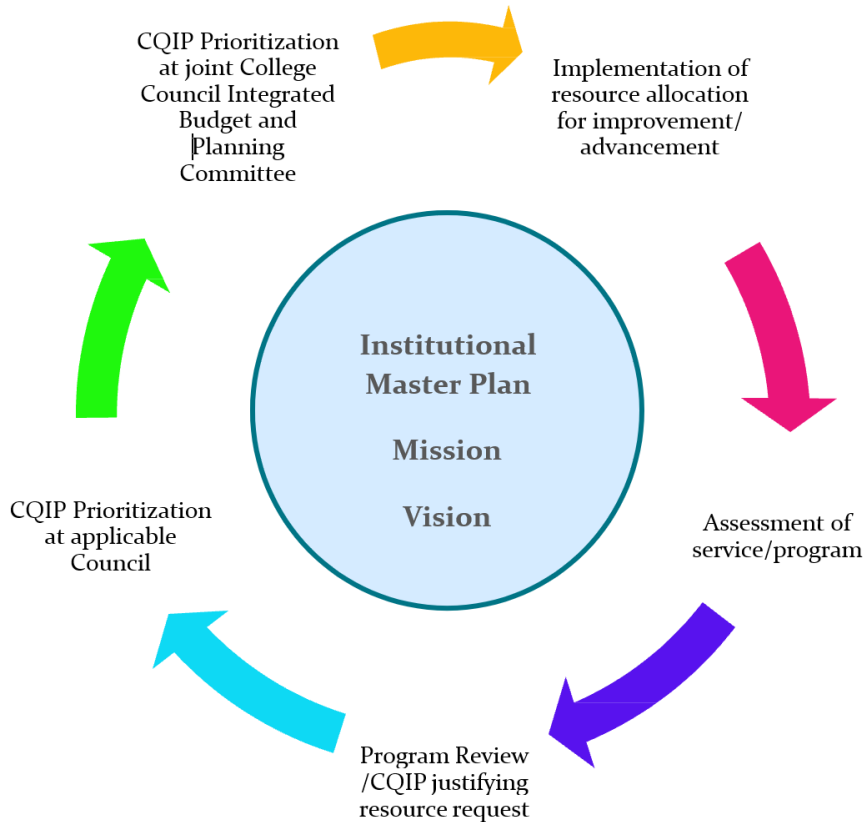 CQIP Prioritization
at joint College
Council Integrated
Budget and
Planning
Committee
Implementation of
resource allocation
for improvement/
advancement
Institutional
Master Plan
Mission
Vision
CQIP Prioritization
at applicable
Council
Assessment of
service/program
Program Review
/CQIP justifying
resource request